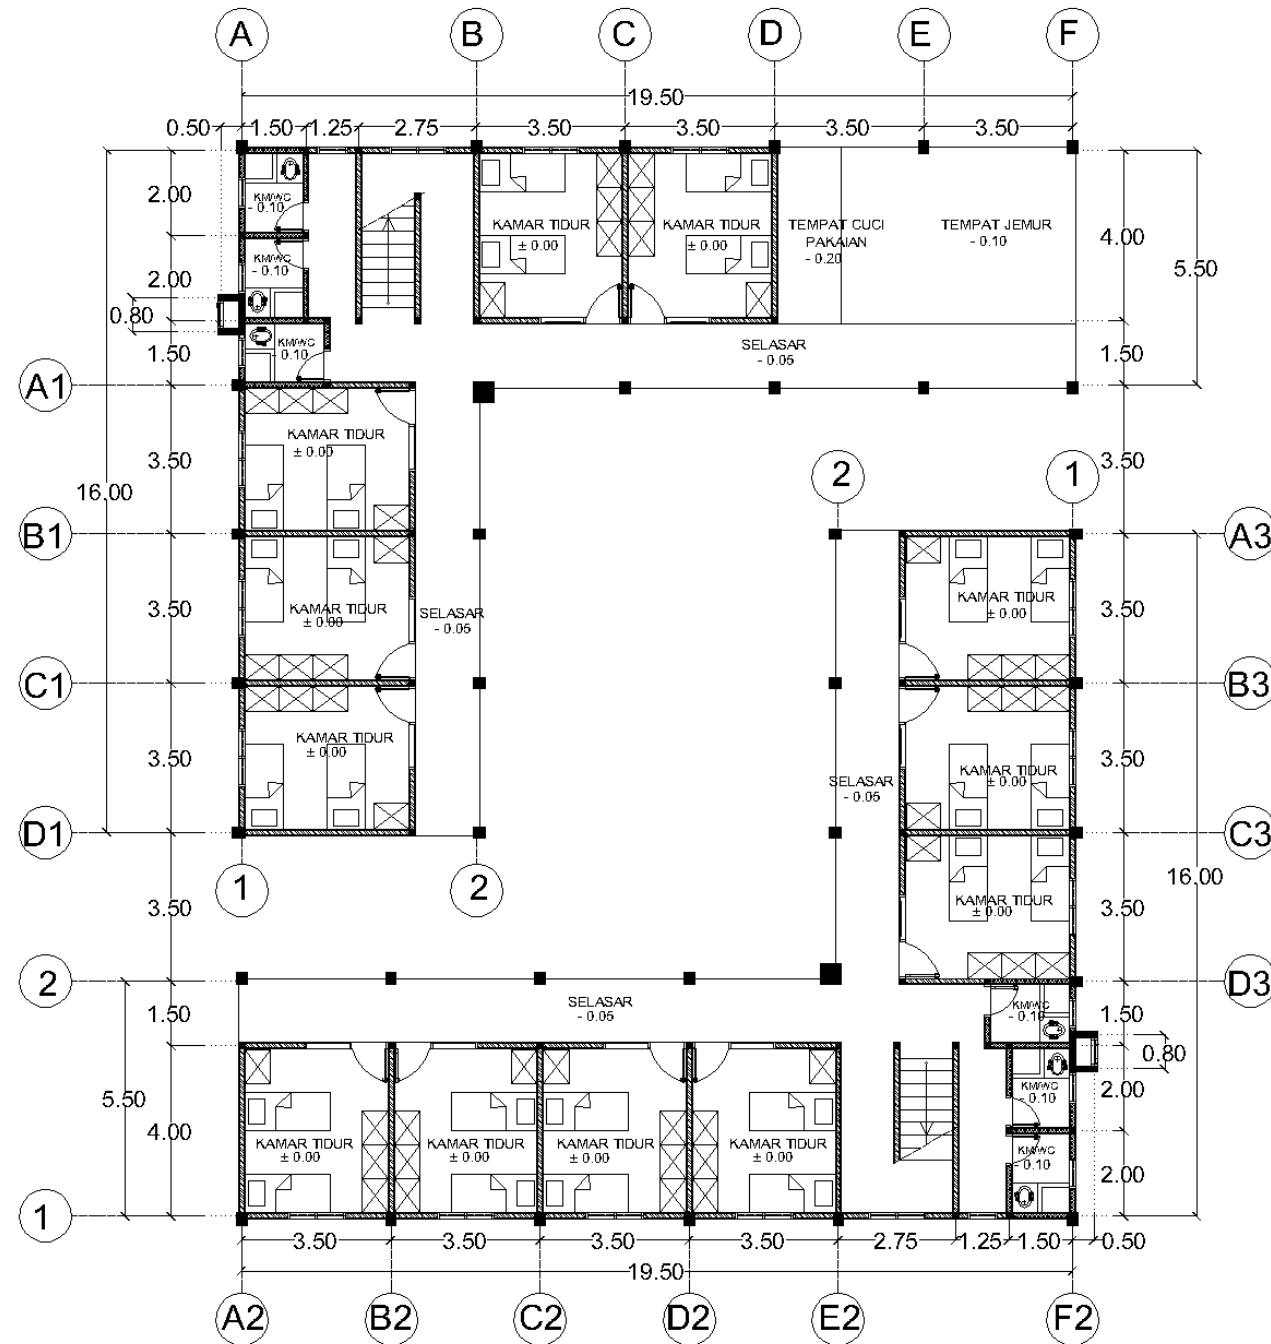 A B C D E F
19.50
0.50 1.50 1.25 2.75 3.50 3.50 3.50 3.50
2.00
KM/WC
- 0.10
KAMAR TIDUR
± 0.00
KAMAR TIDUR
± 0.00
TEMPAT CUCI
PAKAIAN
- 0.20
TEMPAT JEMUR
- 0.10
4.00
5.50
2.00
KM/WC
- 0.10
0.80
1.50
KM/WC
- 0.10
SELASAR
- 0.05
1.50
A1
KAMAR TIDUR
± 0.00
3.50
3.50
16.00
2 1
B1
A3
KAMAR TIDUR
± 0.00
3.50
SELASAR
- 0.05
KAMAR TIDUR
± 0.00
3.50
C1
B3
KAMAR TIDUR
± 0.00
3.50
SELASAR
- 0.05
KAMAR TIDUR
± 0.00
3.50
D1
C3
1 2
16.00
3.50
KAMAR TIDUR
± 0.00
3.50
2
D3
1.50
SELASAR
- 0.05
KM/WC
- 0.10
1.50
0.80
5.50
4.00
KAMAR TIDUR
± 0.00
KAMAR TIDUR
± 0.00
KAMAR TIDUR
± 0.00
KAMAR TIDUR
± 0.00
KM/WC
- 0.10
2.00
KM/WC
- 0.10
2.00
1
3.50 3.50 3.50 3.50 2.75 1.25 1.50 0.50
19.50
A2 B2 C2 D2 E2 F2